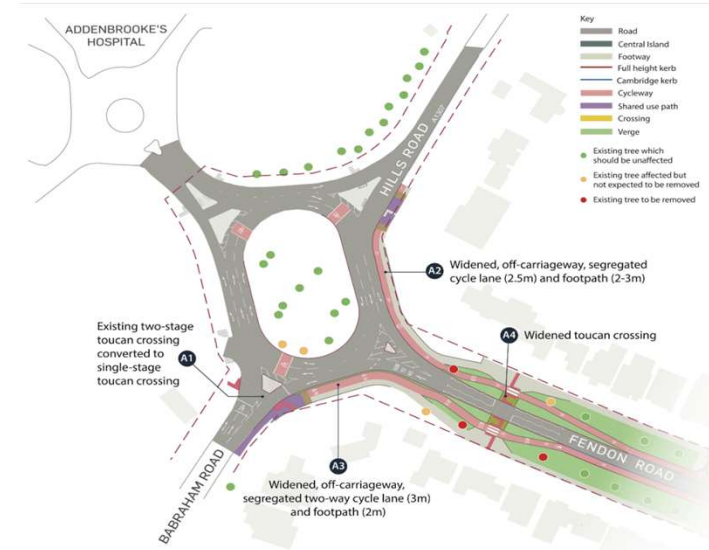 ADDENBROOKE'S
HOSPITAL
Key
Road
Central Island
Footway
Full height kerb
Cambridge kerb
Cycleway
Shared use path
Crossing
Verge
Existing tree which
should be unaffected
Existing tree affected but
not expected to be removed
Existing tree to be removed
HILLS ROAD
A1307
A2
Widened, off-carriageway, segregated
cycle lane (2.5m) and footpath (2-3m)
A4
Widened toucan crossing
Existing two-stage
toucan crossing
converted to
single-stage
toucan crossing
A1
FENDON ROAD
BABRAHAM ROAD
A3
Widened, off-carriageway,
segregated two-way cycle lane (3m)
and footpath (2m)